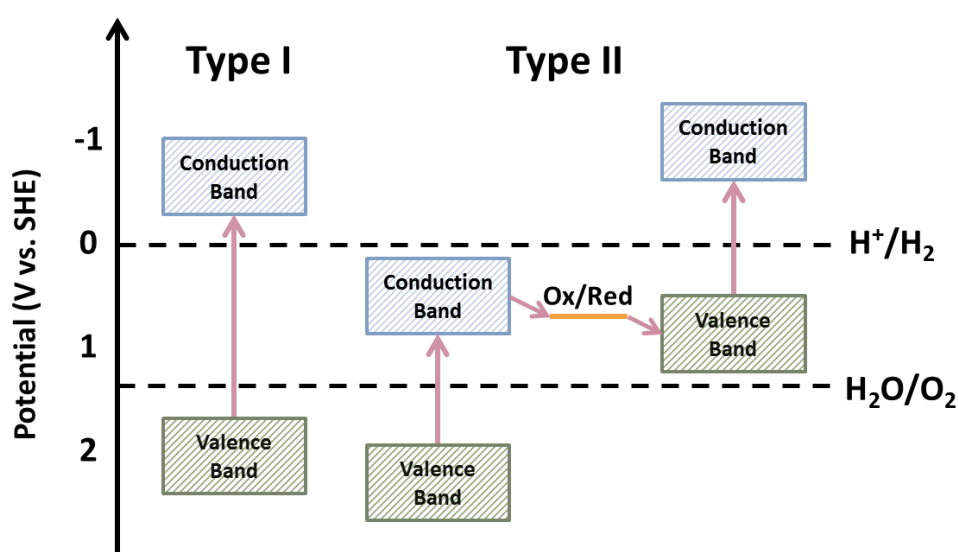 Type I
Type II
Potential (V vs. SHE)
-1
0
1
2
Conduction
Band
Valence
Band
Conduction
Band
Valence
Band
Ox/Red
Conduction
Band
Valence
Band
H⁺/H₂
H₂O/O₂